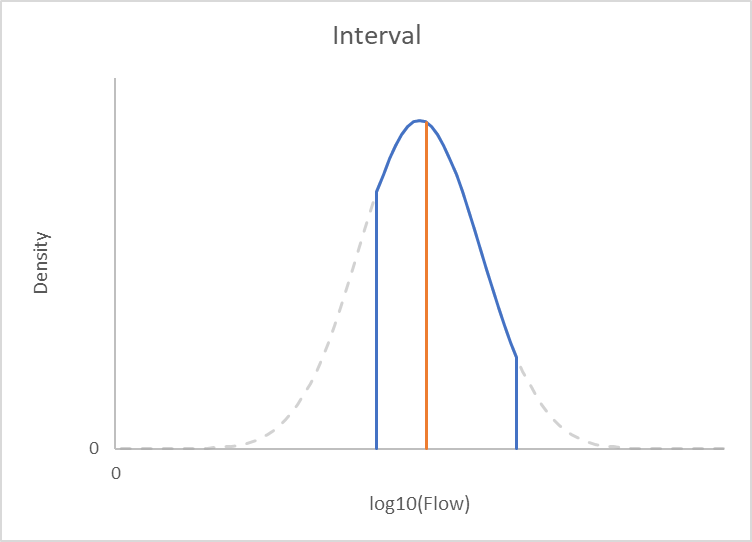 Interval
Density
0
0
log10(Flow)